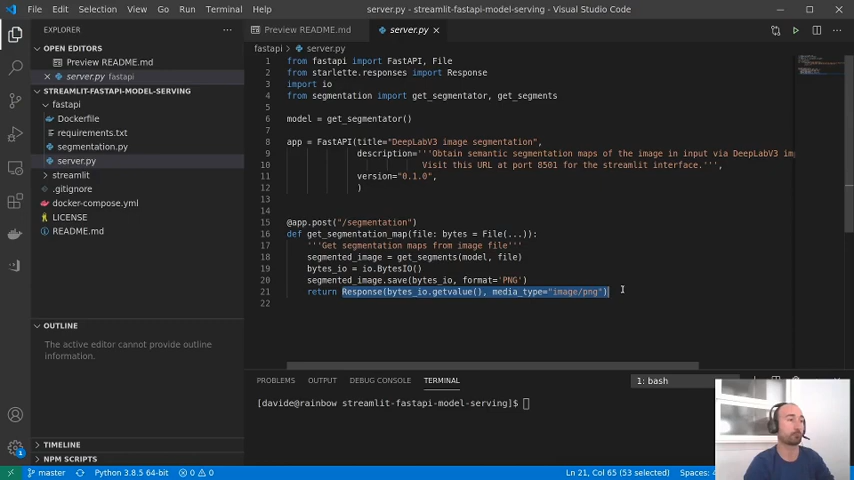 File Edit Selection View Go Run Terminal Help
server.py - streamlit-fastapi-model-serving - Visual Studio Code
EXPLORER
OPEN EDITORS
Preview README.md
server.py fastapi
STREAMLIT-FASTAPI-MODEL-SERVING
fastapi
Dockerfile
requirements.txt
segmentation.py
server.py
streamlit
.gitignore
docker-compose.yml
LICENSE
README.md
OUTLINE
The active editor cannot provide outline
information.
TIMELINE
NPM SCRIPTS
Preview README.md
server.py
fastapi > server.py
1 from fastapi import FastAPI, File
2 from starlette.responses import Response
3 import io
4 from segmentation import get_segmentator, get_segments
5
6 model = get_segmentator()
7
8 app = FastAPI(title="DeepLabV3 image segmentation",
9 description='''Obtain semantic segmentation maps of the image in input via DeepLabV3 im
10 Visit this URL at port 8501 for the streamlit interface.''',
11 version="0.1.0",
12 )
13
14
15 @app.post("/segmentation")
16 def get_segmentation_map(file: bytes = File(...)):
17 '''Get segmentation maps from image file'''
18 segmented_image = get_segments(model, file)
19 bytes_io = io.BytesIO()
20 segmented_image.save(bytes_io, format='PNG')
21 return Response(bytes_io.getvalue(), media_type="image/png")
22
PROBLEMS OUTPUT DEBUG CONSOLE TERMINAL
1: bash
[davide@rainbow streamlit-fastapi-model-serving]$
1
master
Python 3.8.5 64-bit
0 0
Ln 21, Col 65 (53 selected)
Spaces: